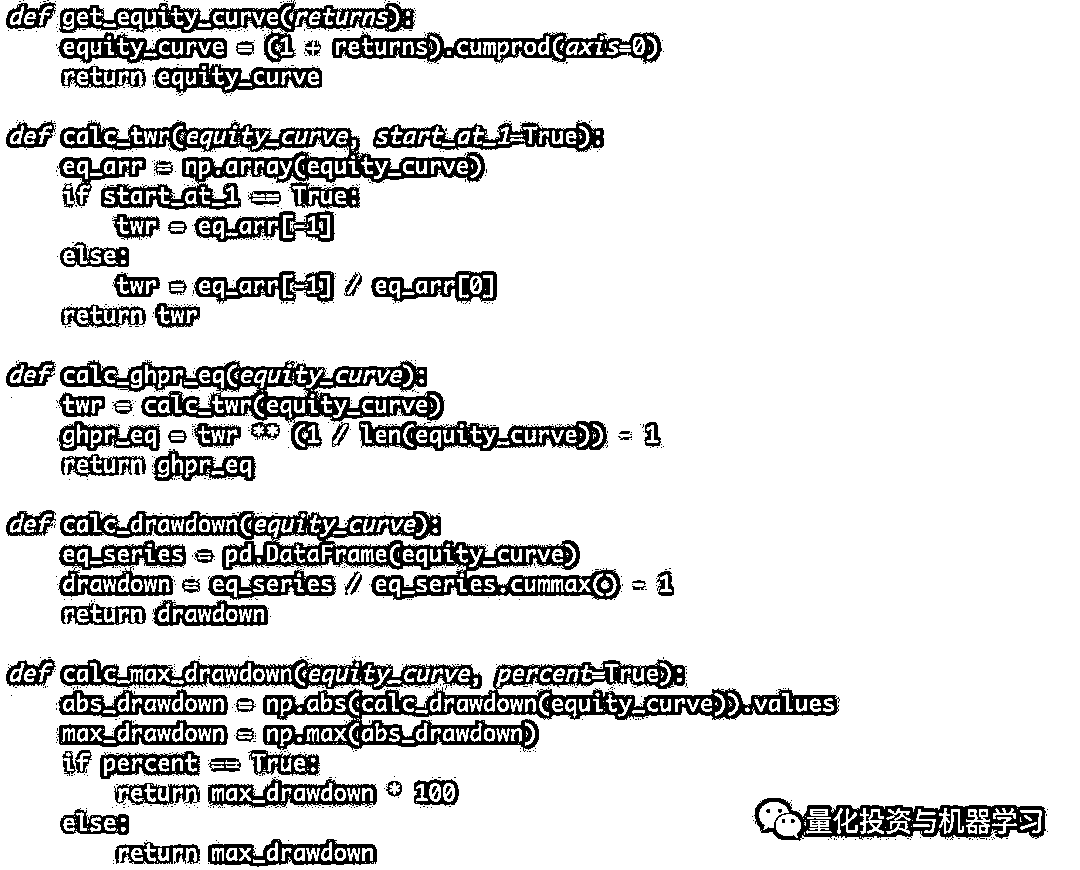 def get_equity_curve(returns):
    equity_curve = (1 + returns).cumprod(axis=0)
    return equity_curve

def calc_twr(equity_curve, start_at_1=True):
    eq_arr = np.array(equity_curve)
    if start_at_1 == True:
        twr = eq_arr[-1]
    else:
        twr = eq_arr[-1] / eq_arr[0]
    return twr

def calc_ghpr_eq(equity_curve):
    twr = calc_twr(equity_curve)
    ghpr_eq = twr ** (1 / len(equity_curve)) - 1
    return ghpr_eq

def calc_drawdown(equity_curve):
    eq_series = pd.DataFrame(equity_curve)
    drawdown = eq_series / eq_series.cummax() - 1
    return drawdown

def calc_max_drawdown(equity_curve, percent=True):
    abs_drawdown = np.abs(calc_drawdown(equity_curve)).values
    max_drawdown = np.max(abs_drawdown)
    if percent == True:
        return max_drawdown * 100
    else:
        return max_drawdown
量化投资与机器学习